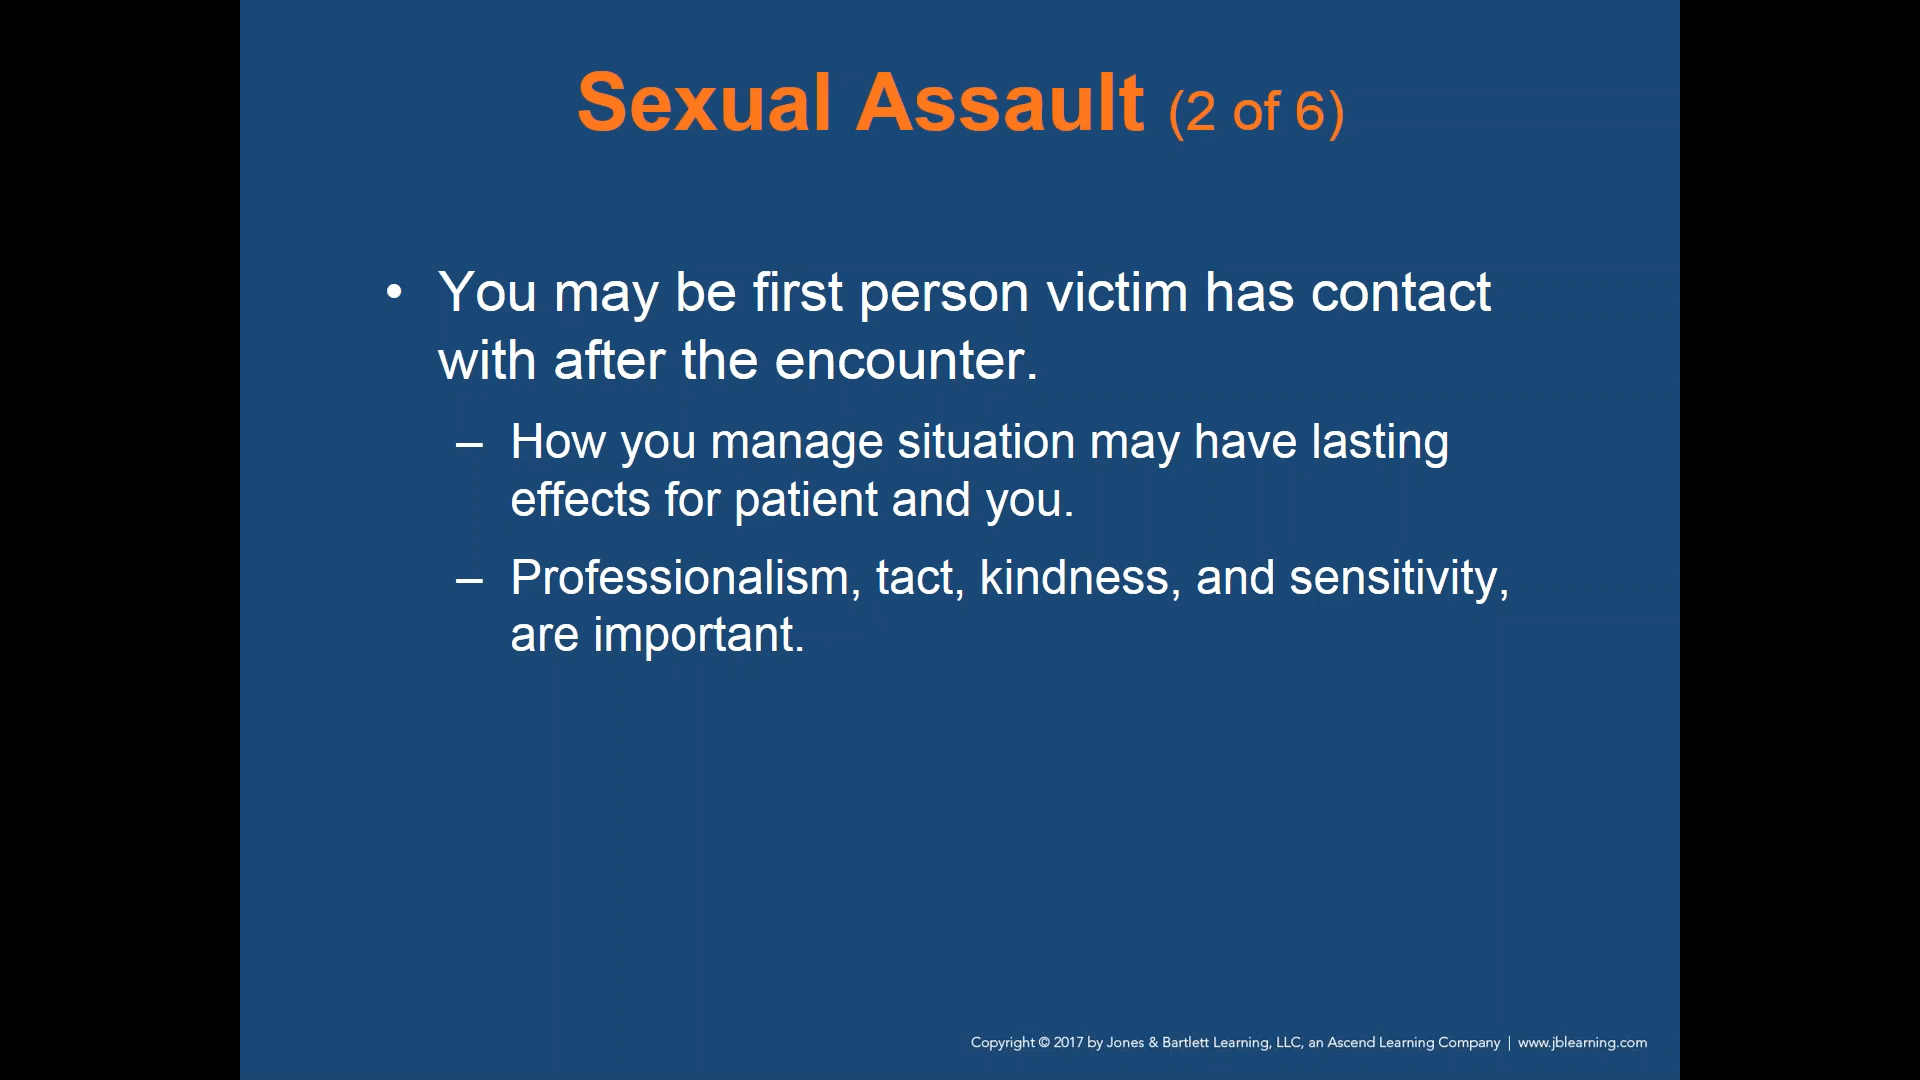 Sexual Assault (2 of 6)
• You may be first person victim has contact
with after the encounter.
– How you manage situation may have lasting
effects for patient and you.
– Professionalism, tact, kindness, and sensitivity,
are important.
Copyright © 2017 by Jones & Bartlett Learning, LLC, an Ascend Learning Company | www.jblearning.com